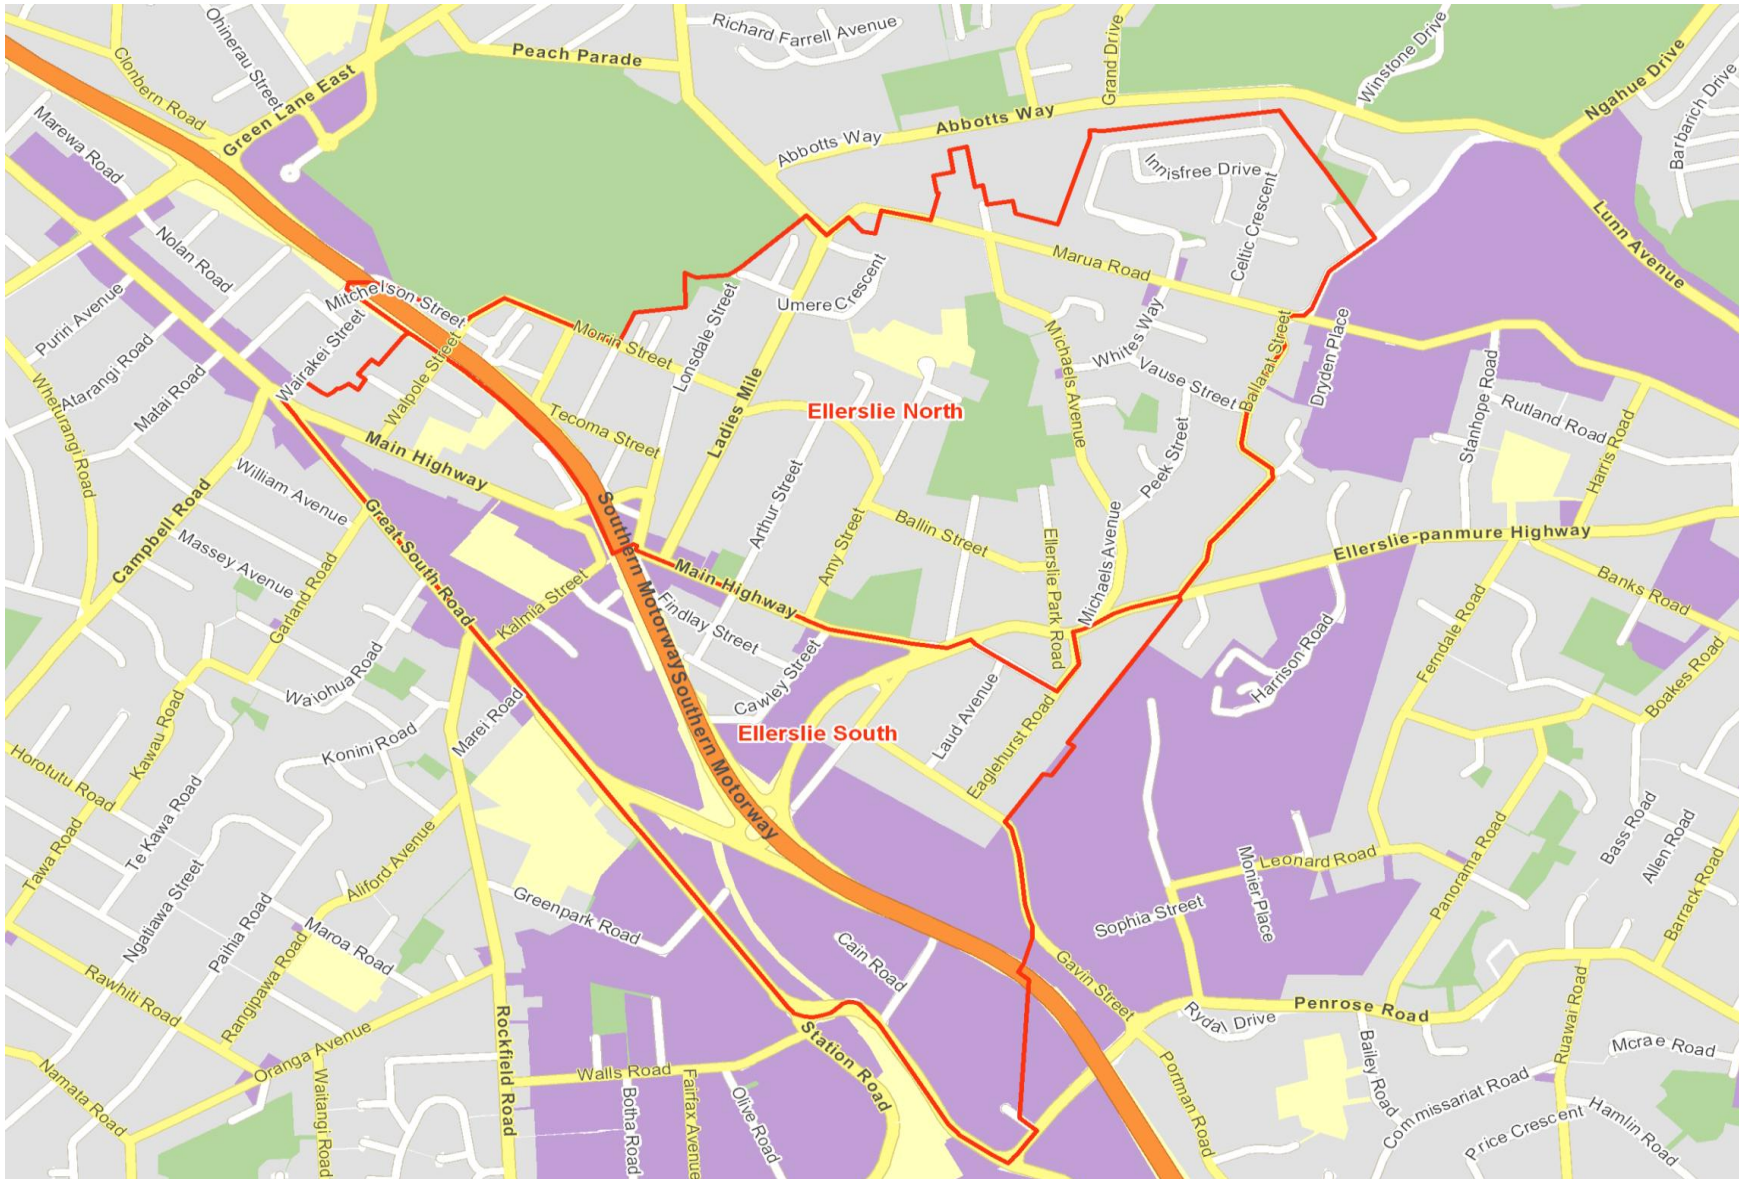 Ohinerau Street
Richard Farrell Avenue
Peach Parade
Clonbern Road
Green Lane East
Grand Drive
Winstone Drive
Ngahue Drive
Barbarich Drive
Marewa Road
Abbotts Way
Abbotts Way
Innisfree Drive
Celtic Crescent
Lunn Avenue
Nolan Road
Marua Road
Puriri Avenue
Mitchelson Street
Wairakei Street
Umere Crescent
Lonsdale Street
Morrin Street
Michaels Avenue
Whites Way
Vause Street
Ballarat Street
Dryden Place
Atarangi Road
Matai Road
Walpole Street
Wheturangi Road
Tecoma Street
Ladies Mile
Ellerslie North
Stanhope Road
Rutland Road
Harris Road
Main Highway
William Avenue
Campbell Road
Great South Road
Massey Avenue
Southern Motorway
Arthur Street
Amy Street
Ballin Street
Ellerslie Park Road
Michaels Avenue
Peek Street
Ellerslie-panmure Highway
Banks Road
Garland Road
Kalmia Street
Main Highway
Findlay Street
Cawley Street
Harrison Road
Ferndale Road
Boakes Road
Waiohua Road
Marei Road
Konini Road
Kawau Road
Horotutu Road
Te Kawa Road
Southern Motorway
Ellerslie South
Laud Avenue
Eaglehurst Road
Tawa Road
Aliford Avenue
Ngatiawa Street
Paihia Road
Maroa Road
Rangipawa Road
Rawhiti Road
Greenpark Road
Cain Road
Sophia Street
Monier Place
Leonard Road
Panorama Road
Bass Road
Allen Road
Barrack Road
Gavin Street
Penrose Road
Rydal Drive
Bailey Road
Portman Road
Ruawai Road
Mcrae Road
Commissariat Road
Price Crescent
Hamlin Road
Oranga Avenue
Namata Road
Waitangi Road
Rockfield Road
Walls Road
Botha Road
Fairfax Avenue
Olive Road
Station Road